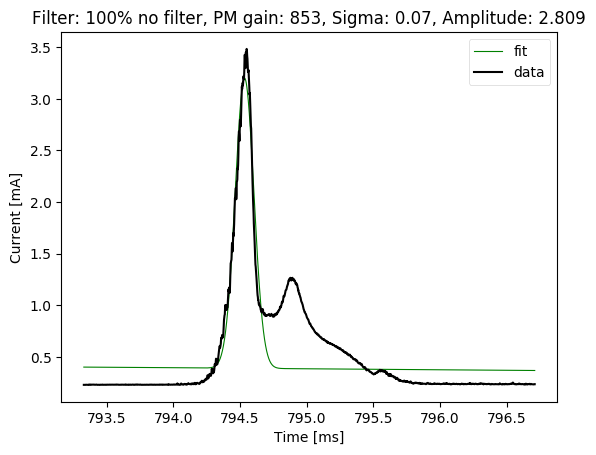 Filter: 100% no filter, PM gain: 853, Sigma: 0.07, Amplitude: 2.809
fit
data
3.5
3.0
2.5
2.0
1.5
1.0
0.5
Current [mA]
793.5 794.0 794.5 795.0 795.5 796.0 796.5
Time [ms]